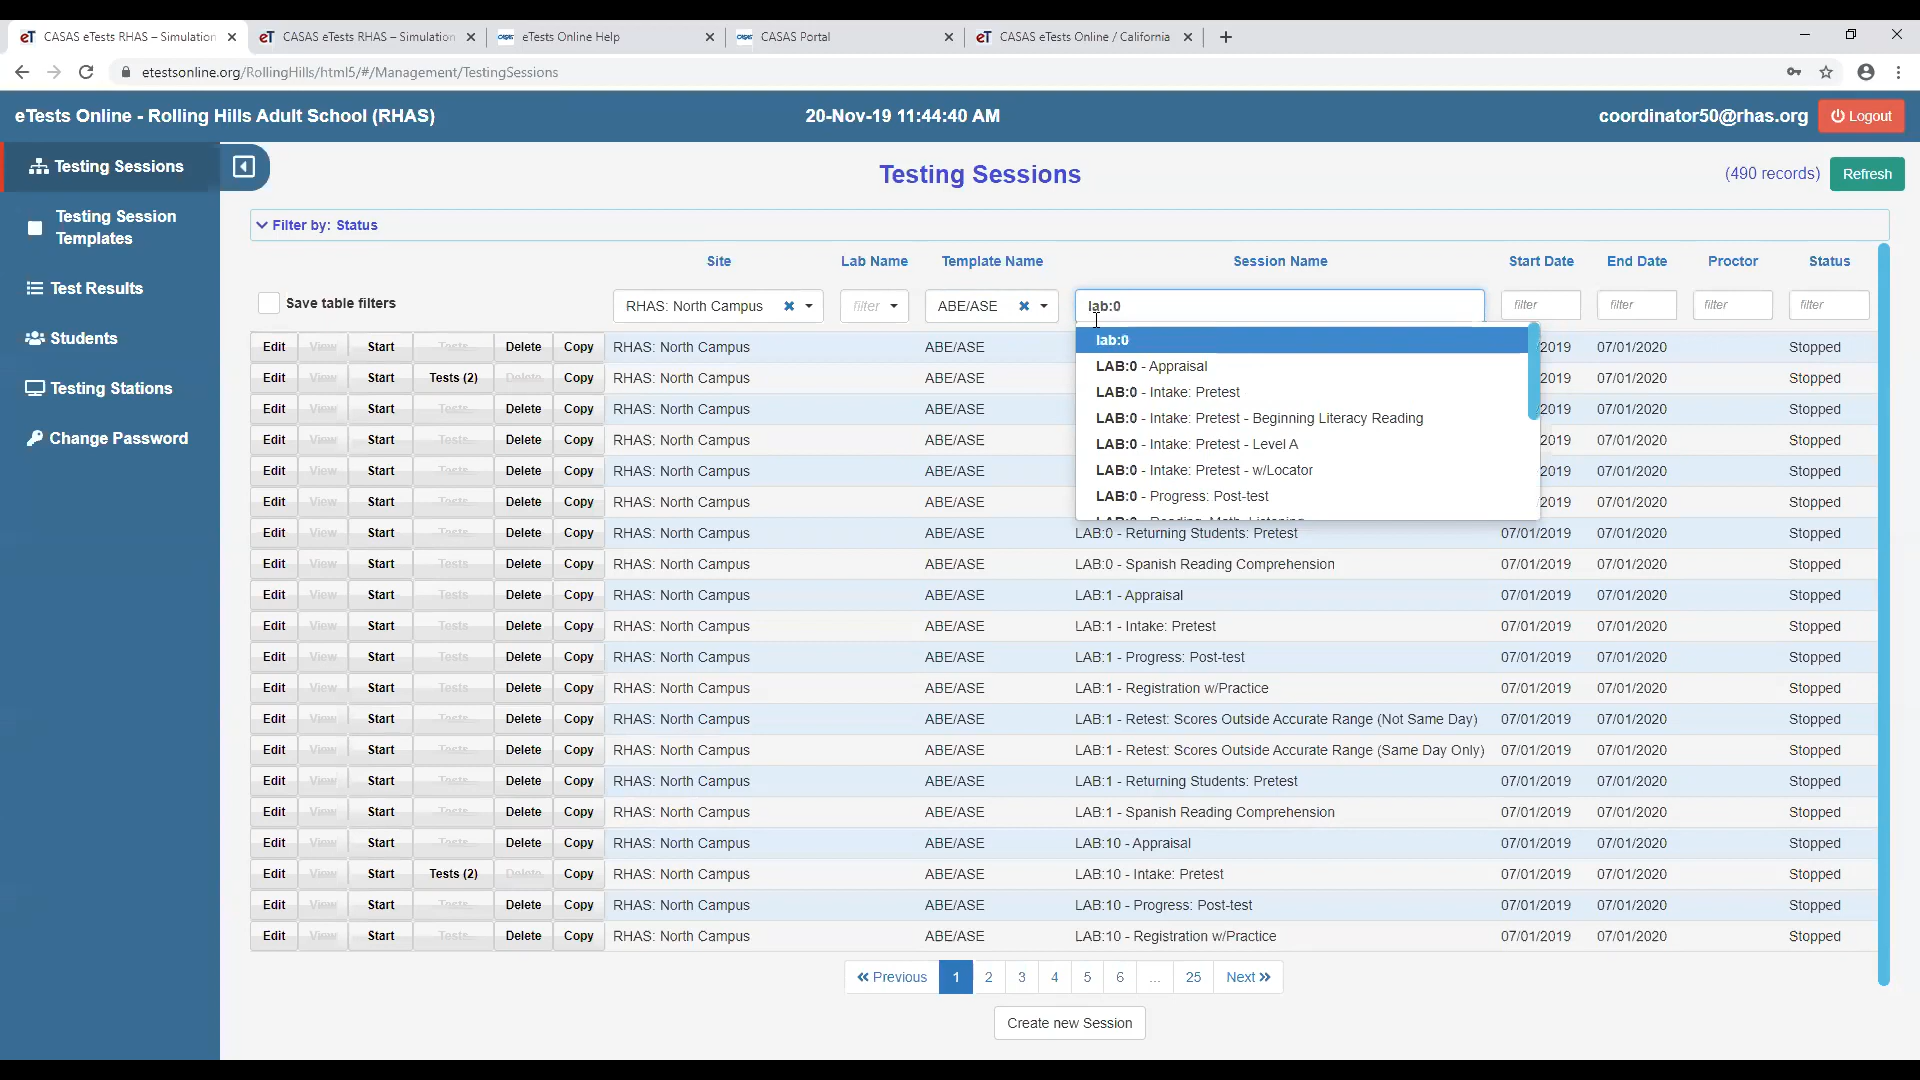 CASAS eTests RHAS – Simulation
CASAS eTests RHAS – Simulation
eTests Online Help
CASAS Portal
CASAS eTests Online / California
etestsonline.org/RollingHills/html5/#/Management/TestingSessions
eTests Online - Rolling Hills Adult School (RHAS)
20-Nov-19 11:44:40 AM
coordinator50@rhas.org
Logout
Testing Sessions
Testing Session
Templates
Test Results
Students
Testing Stations
Change Password
Testing Sessions
(490 records)
Refresh
Filter by: Status
Site Lab Name Template Name Session Name Start Date End Date Proctor Status
Save table filters RHAS: North Campus filter ABE/ASE lab:0 filter filter filter filter
lab:0
LAB:0 - Appraisal
LAB:0 - Intake: Pretest
LAB:0 - Intake: Pretest - Beginning Literacy Reading
LAB:0 - Intake: Pretest - Level A
LAB:0 - Intake: Pretest - w/Locator
LAB:0 - Progress: Post-test
LAB:0 - Reading, Math, Listening
Edit View Start Tests Delete Copy RHAS: North Campus ABE/ASE 2019 07/01/2020 Stopped
Edit View Start Tests (2) Delete Copy RHAS: North Campus ABE/ASE 2019 07/01/2020 Stopped
Edit View Start Tests Delete Copy RHAS: North Campus ABE/ASE 2019 07/01/2020 Stopped
Edit View Start Tests Delete Copy RHAS: North Campus ABE/ASE 2019 07/01/2020 Stopped
Edit View Start Tests Delete Copy RHAS: North Campus ABE/ASE 2019 07/01/2020 Stopped
Edit View Start Tests Delete Copy RHAS: North Campus ABE/ASE 2019 07/01/2020 Stopped
Edit View Start Tests Delete Copy RHAS: North Campus ABE/ASE LAB:0 - Returning Students: Pretest 07/01/2019 07/01/2020 Stopped
Edit View Start Tests Delete Copy RHAS: North Campus ABE/ASE LAB:0 - Spanish Reading Comprehension 07/01/2019 07/01/2020 Stopped
Edit View Start Tests Delete Copy RHAS: North Campus ABE/ASE LAB:1 - Appraisal 07/01/2019 07/01/2020 Stopped
Edit View Start Tests Delete Copy RHAS: North Campus ABE/ASE LAB:1 - Intake: Pretest 07/01/2019 07/01/2020 Stopped
Edit View Start Tests Delete Copy RHAS: North Campus ABE/ASE LAB:1 - Progress: Post-test 07/01/2019 07/01/2020 Stopped
Edit View Start Tests Delete Copy RHAS: North Campus ABE/ASE LAB:1 - Registration w/Practice 07/01/2019 07/01/2020 Stopped
Edit View Start Tests Delete Copy RHAS: North Campus ABE/ASE LAB:1 - Retest: Scores Outside Accurate Range (Not Same Day) 07/01/2019 07/01/2020 Stopped
Edit View Start Tests Delete Copy RHAS: North Campus ABE/ASE LAB:1 - Retest: Scores Outside Accurate Range (Same Day Only) 07/01/2019 07/01/2020 Stopped
Edit View Start Tests Delete Copy RHAS: North Campus ABE/ASE LAB:1 - Returning Students: Pretest 07/01/2019 07/01/2020 Stopped
Edit View Start Tests Delete Copy RHAS: North Campus ABE/ASE LAB:1 - Spanish Reading Comprehension 07/01/2019 07/01/2020 Stopped
Edit View Start Tests Delete Copy RHAS: North Campus ABE/ASE LAB:10 - Appraisal 07/01/2019 07/01/2020 Stopped
Edit View Start Tests (2) Delete Copy RHAS: North Campus ABE/ASE LAB:10 - Intake: Pretest 07/01/2019 07/01/2020 Stopped
Edit View Start Tests Delete Copy RHAS: North Campus ABE/ASE LAB:10 - Progress: Post-test 07/01/2019 07/01/2020 Stopped
Edit View Start Tests Delete Copy RHAS: North Campus ABE/ASE LAB:10 - Registration w/Practice 07/01/2019 07/01/2020 Stopped
« Previous 1 2 3 4 5 6 ... 25 Next »
Create new Session